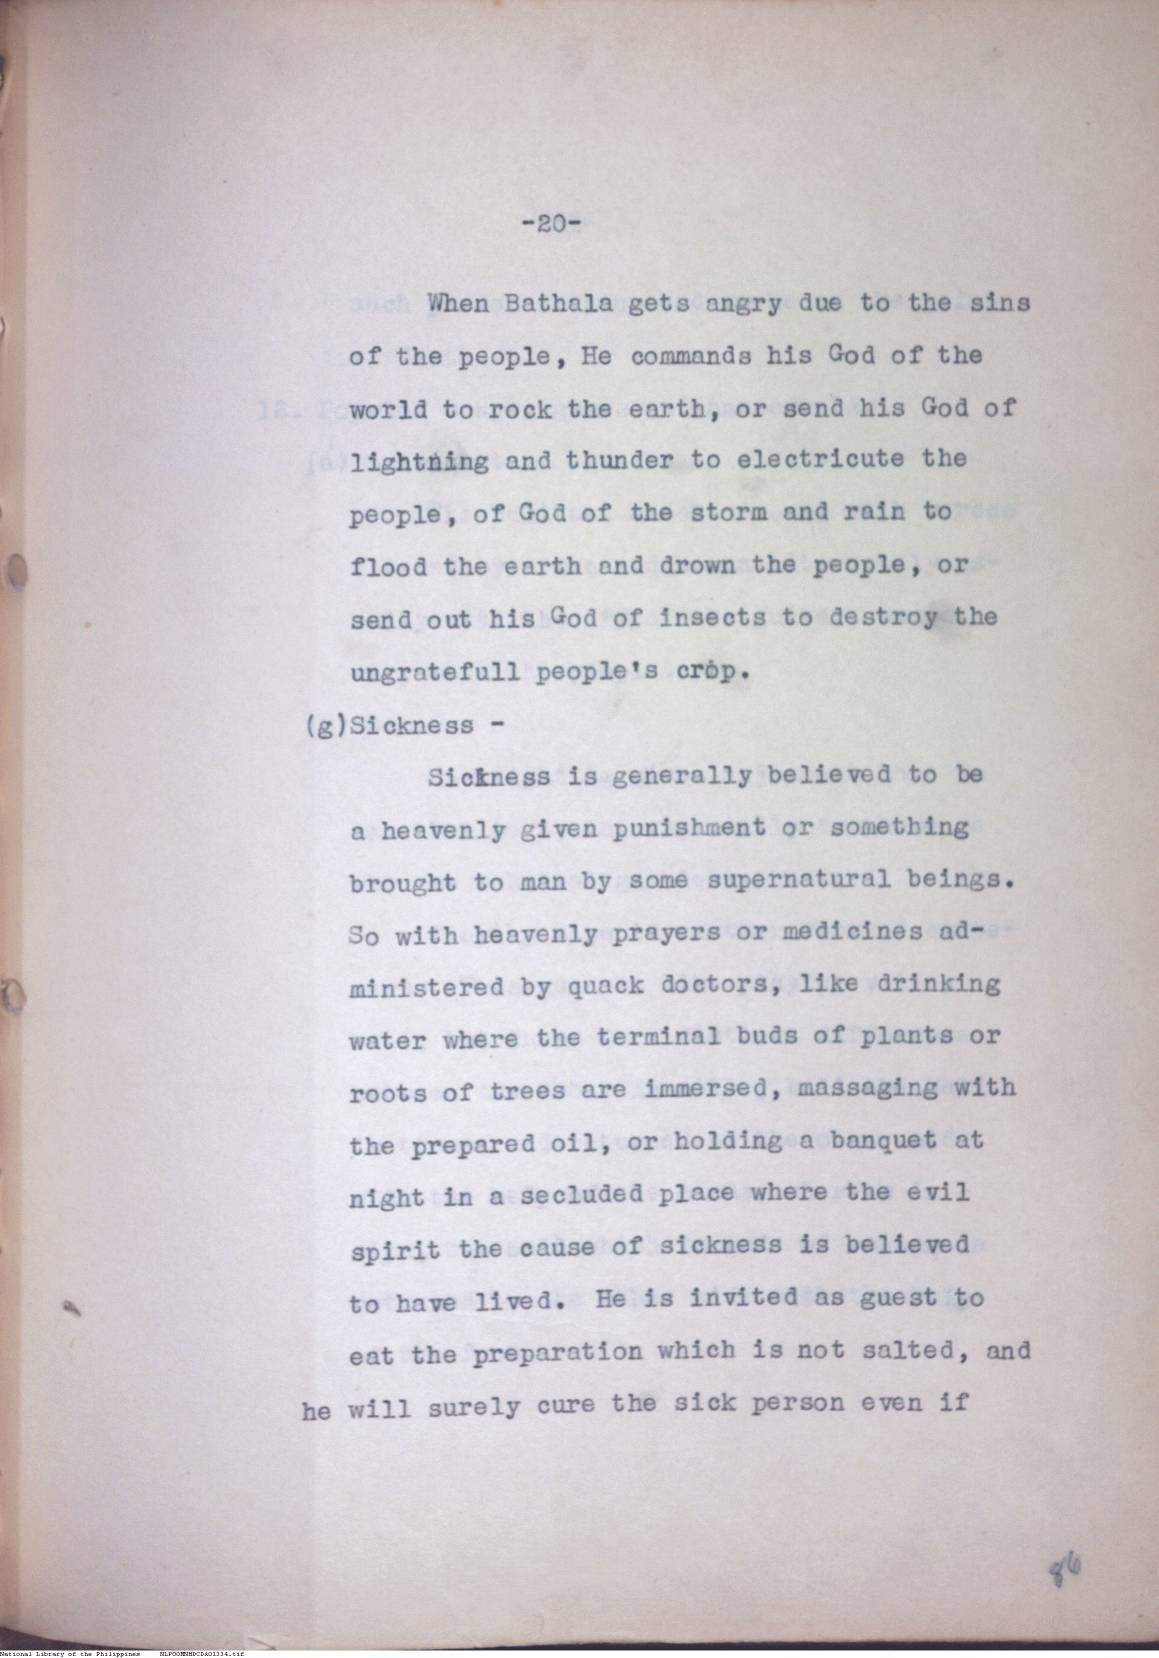 -20-
When Bathala gets angry due to the sins
of the people, He commands his God of the
world to rock the earth, or send his God of
lightning and thunder to electricute the
people, of God of the storm and rain to
flood the earth and drown the people, or
send out his God of insects to destroy the
ungratefull people's crop.
(g)Sickness -
Sickness is generally believed to be
a heavenly given punishment or something
brought to man by some supernatural beings.
So with heavenly prayers or medicines ad-
ministered by quack doctors, like drinking
water where the terminal buds of plants or
roots of trees are immersed, massaging with
the prepared oil, or holding a banquet at
night in a secluded place where the evil
spirit the cause of sickness is believed
to have lived. He is invited as guest to
eat the preparation which is not salted, and
he will surely cure the sick person even if
86
National Library of the Philippines NLPOOMNHDCDA01334.tif